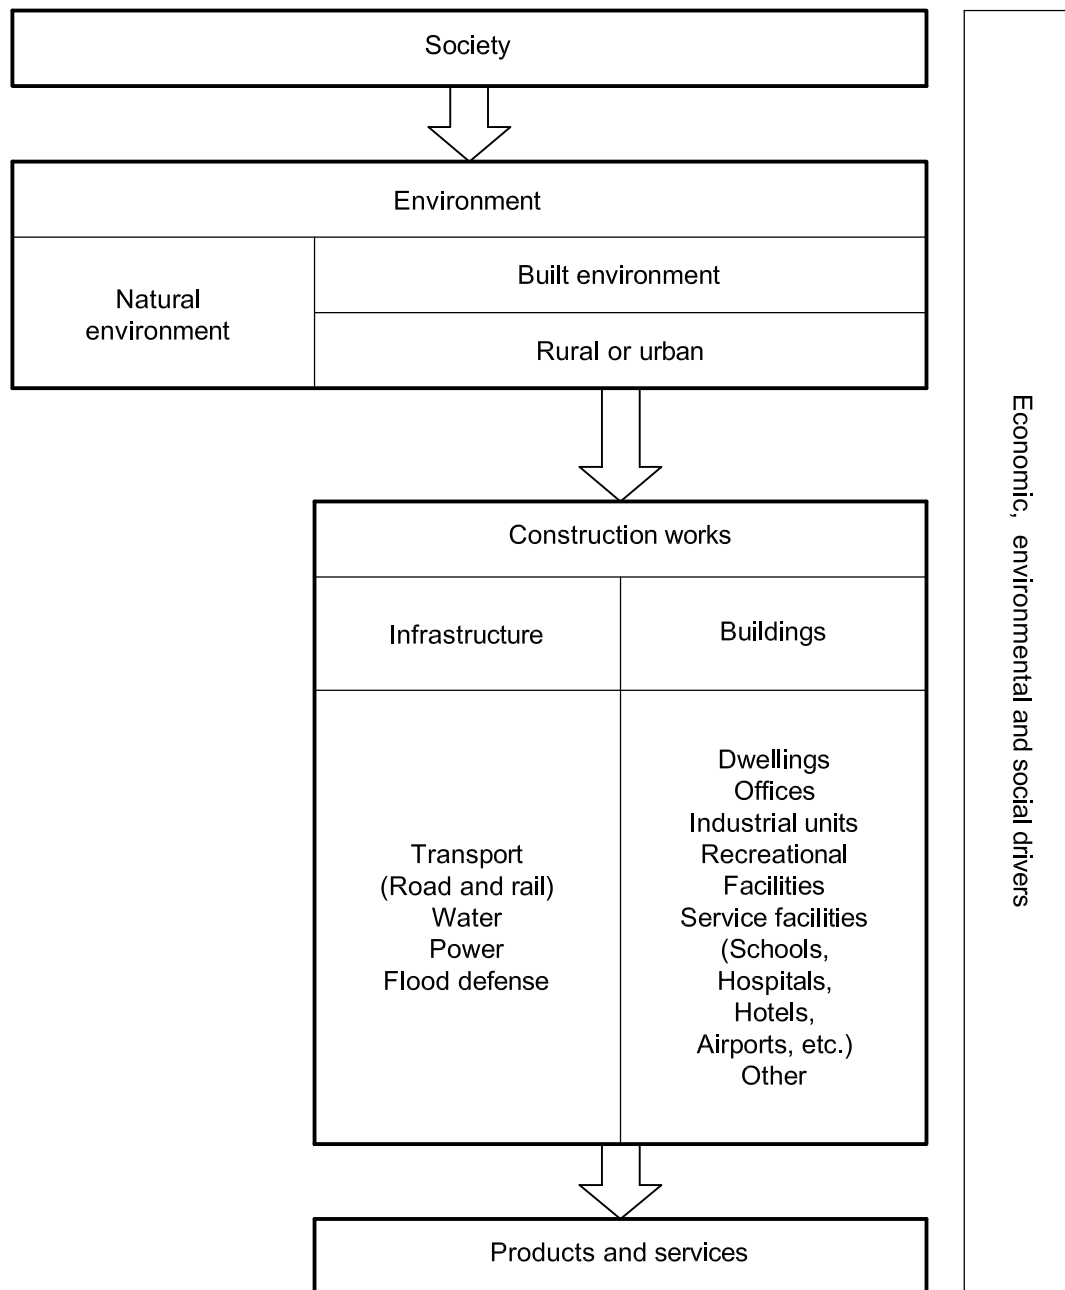 Society
Environment
Natural
environment
Built environment
Rural or urban
Construction works
Infrastructure
Buildings
Transport
(Road and rail)
Water
Power
Flood defense
Dwellings
Offices
Industrial units
Recreational
Facilities
Service facilities
(Schools,
Hospitals,
Hotels,
Airports, etc.)
Other
Products and services
Economic, environmental and social drivers